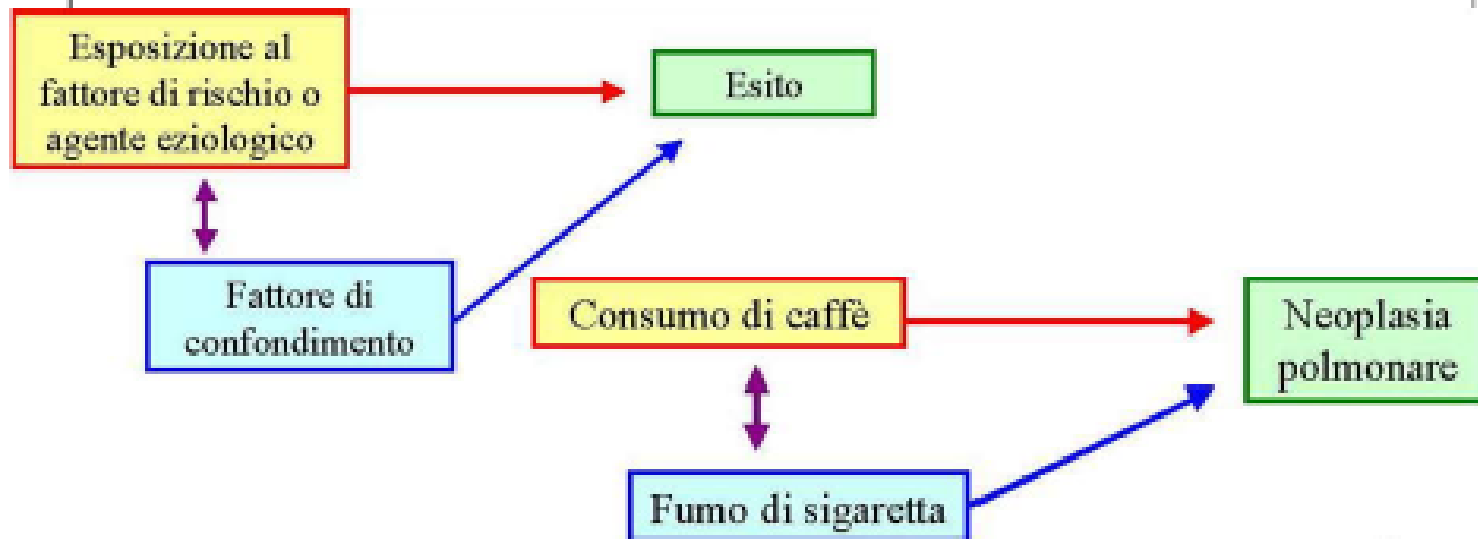 Esposizione al
fattore di rischio o
agente eziologico
Esito
Fattore di
confondimento
Consumo di caffè
Neoplasia
polmonare
Fumo di sigaretta